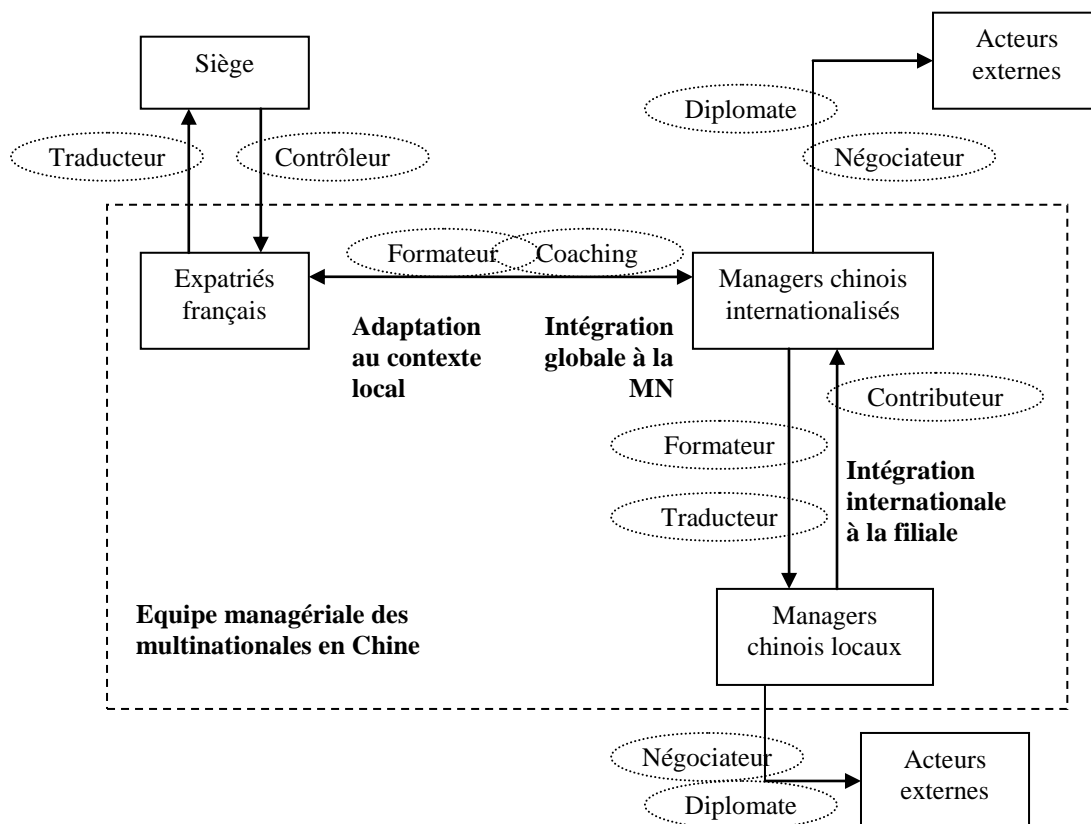 Siège
Acteurs
externes
Diplomate
Traducteur
Contrôleur
Négociateur
Formateur
Coaching
Expatriés
français
Managers chinois
internationalisés
Adaptation
au contexte
local
Intégration
globale à la
MN
Contributeur
Formateur
Traducteur
Intégration
internationale
à la filiale
Equipe managériale des
multinationales en Chine
Managers
chinois locaux
Négociateur
Diplomate
Acteurs
externes